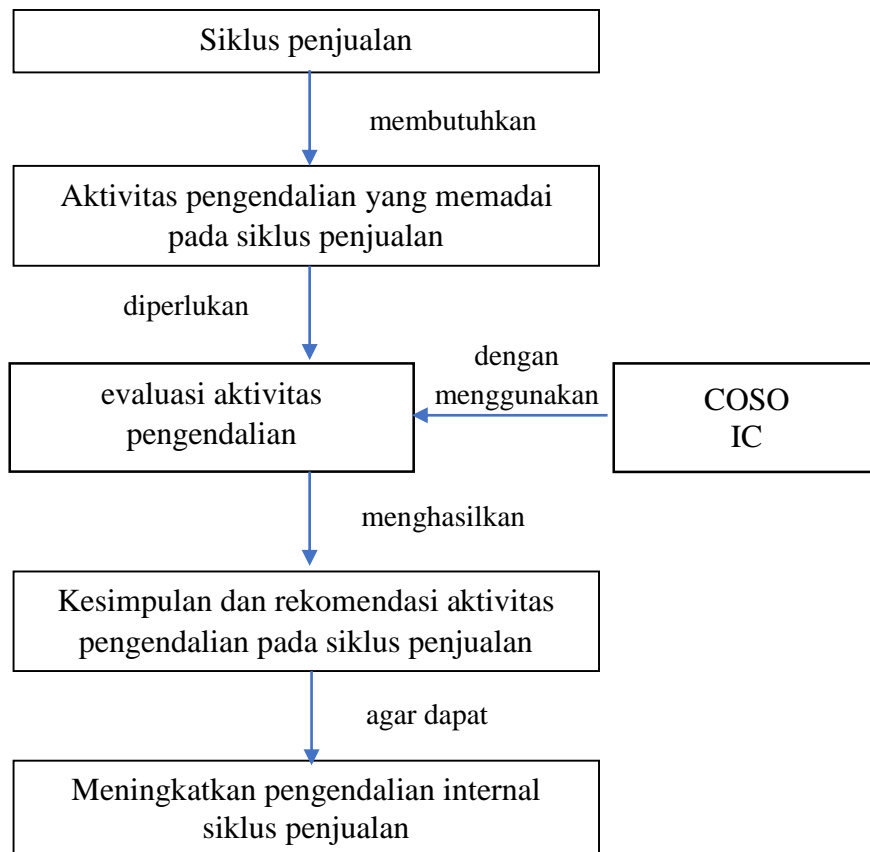 Siklus penjualan
membutuhkan
Aktivitas pengendalian yang memadai
pada siklus penjualan
diperlukan
dengan
menggunakan
evaluasi aktivitas
pengendalian
COSO
IC
menghasilkan
Kesimpulan dan rekomendasi aktivitas
pengendalian pada siklus penjualan
agar dapat
Meningkatkan pengendalian internal
siklus penjualan